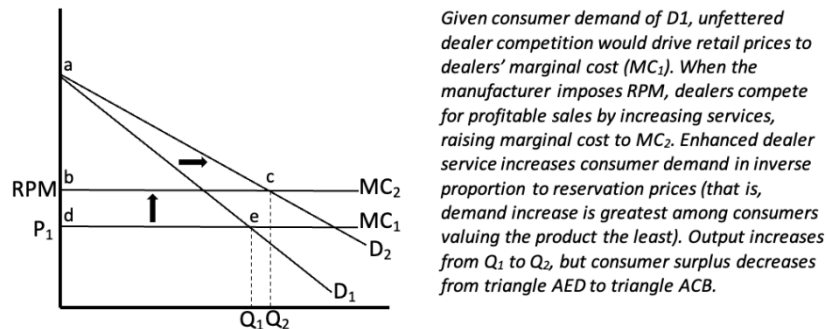 Given consumer demand of D1, unfettered
dealer competition would drive retail prices to
dealers' marginal cost (MC₁). When the
manufacturer imposes RPM, dealers compete
for profitable sales by increasing services,
raising marginal cost to MC₂. Enhanced dealer
service increases consumer demand in inverse
proportion to reservation prices (that is,
demand increase is greatest among consumers
valuing the product the least). Output increases
from Q₁ to Q₂, but consumer surplus decreases
from triangle AED to triangle ACB.
a
b
c
RPM
MC₂
d
e
P₁
MC₁
D₂
D₁
Q₁
Q₂